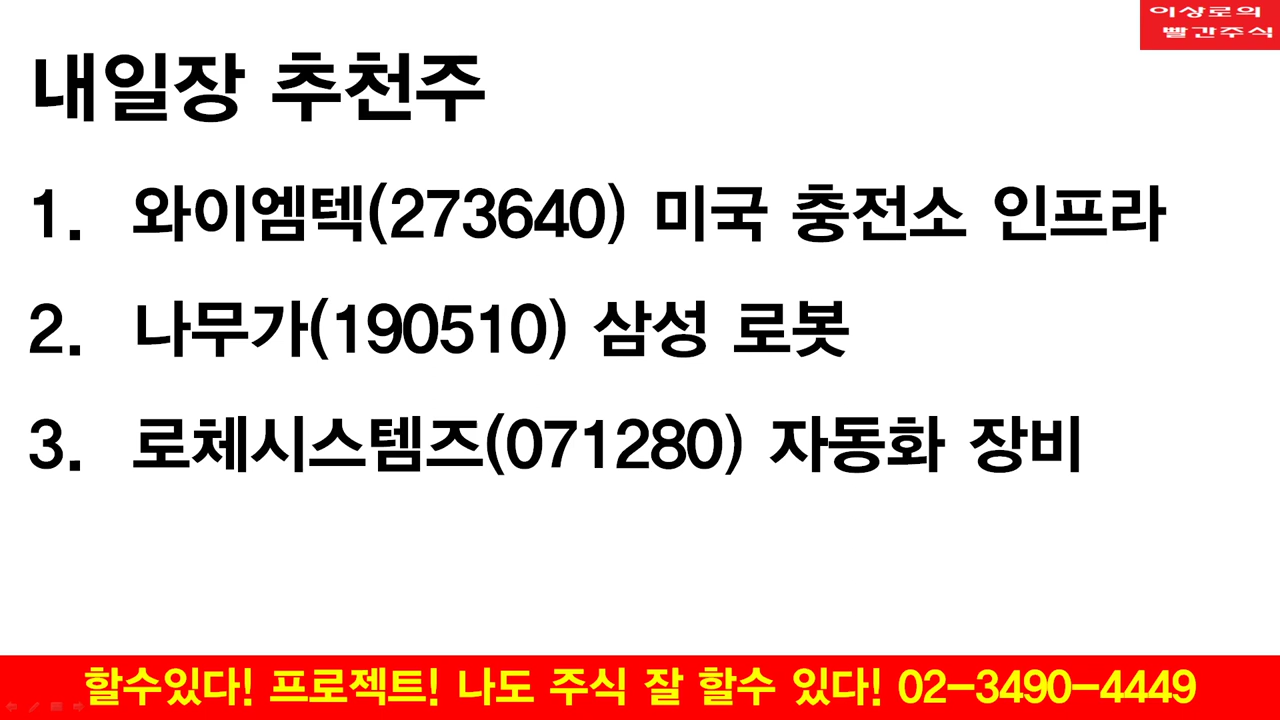 이상로의
빨간주식
내일장 추천주
1. 와이엠텍(273640) 미국 충전소 인프라
2. 나무가(190510) 삼성 로봇
3. 로체시스템즈(071280) 자동화 장비
할수있다! 프로젝트! 나도 주식 잘 할수 있다! 02-3490-4449